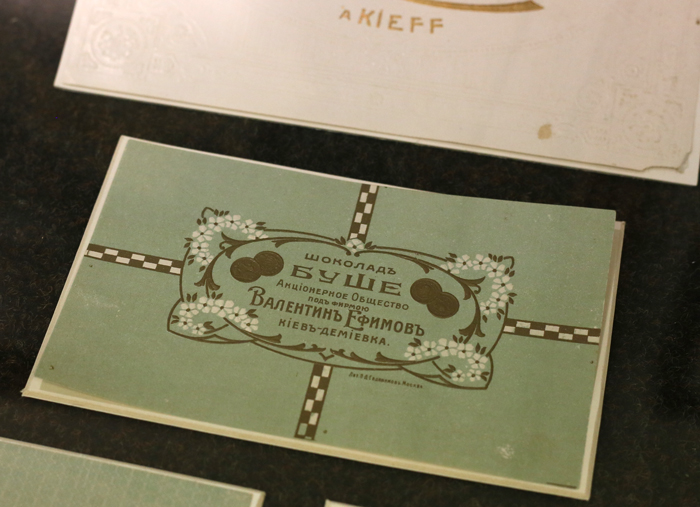 A KIEFF
ШОКОЛАДЪ
БУШЕ
Акціонерное Общество
подъ фирмою
Валентинъ Ефимовъ
Кіевъ-Деміевка.